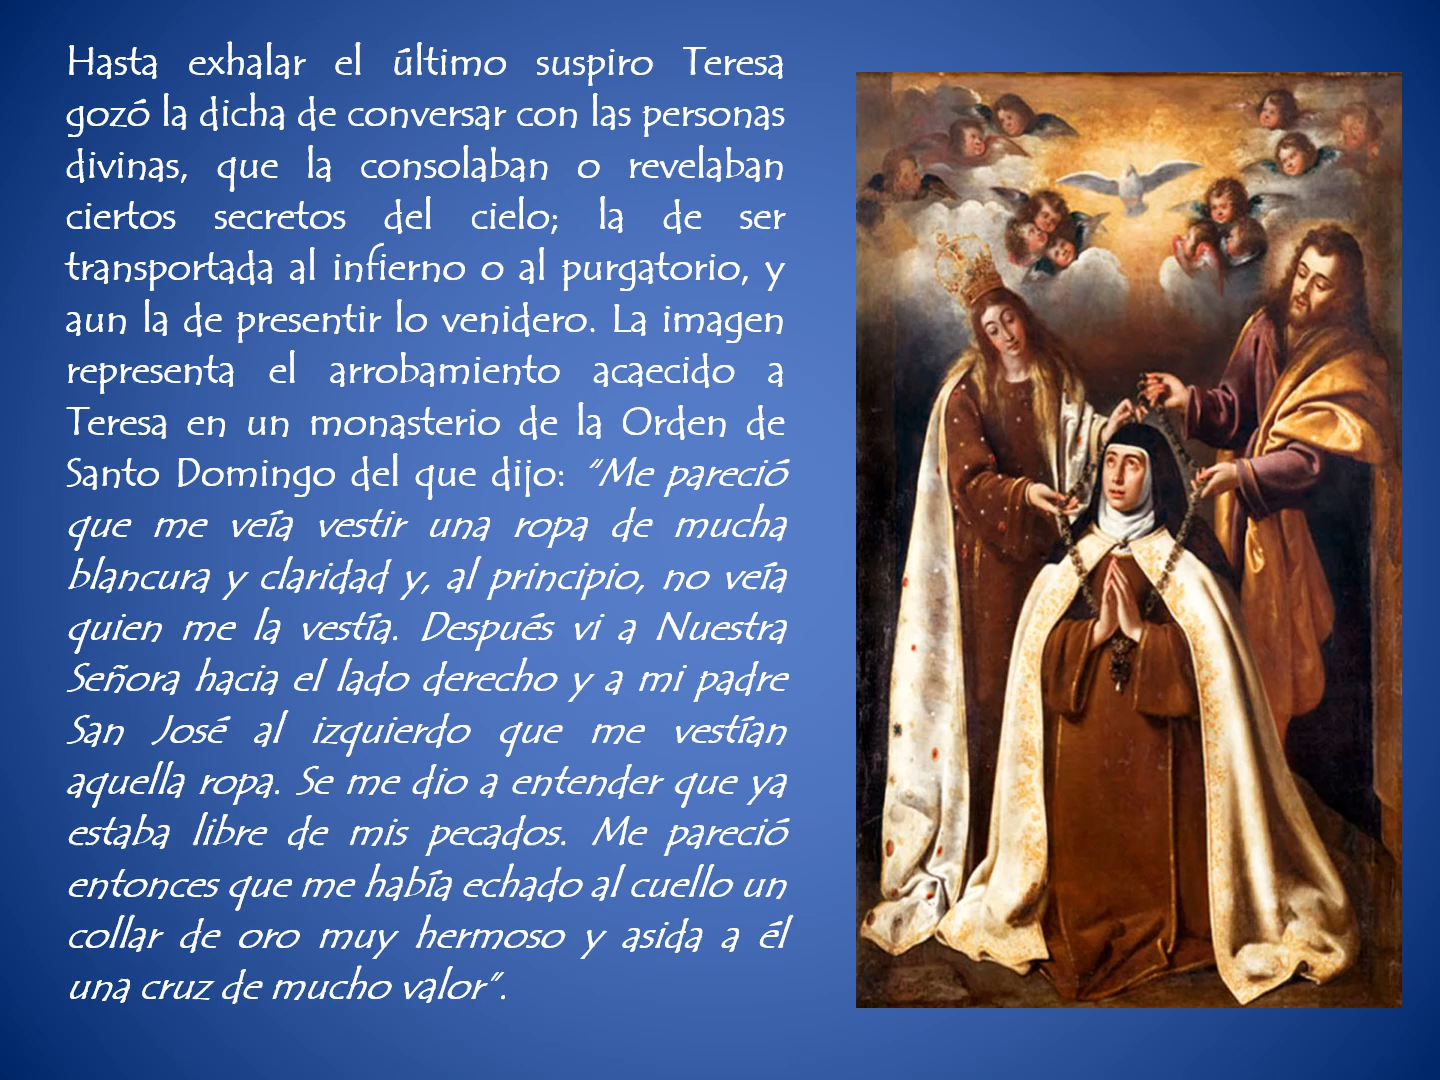 Hasta exhalar el último suspiro Teresa
gozó la dicha de conversar con las personas
divinas, que la consolaban o revelaban
ciertos secretos del cielo; la de ser
transportada al infierno o al purgatorio, y
aun la de presentir lo venidero. La imagen
representa el arrobamiento acaecido a
Teresa en un monasterio de la Orden de
Santo Domingo del que dijo: “Me pareció
que me veía vestir una ropa de mucha
blancura y claridad y, al principio, no veía
quien me la vestía. Después vi a Nuestra
Señora hacia el lado derecho y a mi padre
San José al izquierdo que me vestían
aquella ropa. Se me dio a entender que ya
estaba libre de mis pecados. Me pareció
entonces que me había echado al cuello un
collar de oro muy hermoso y asida a él
una cruz de mucho valor”.